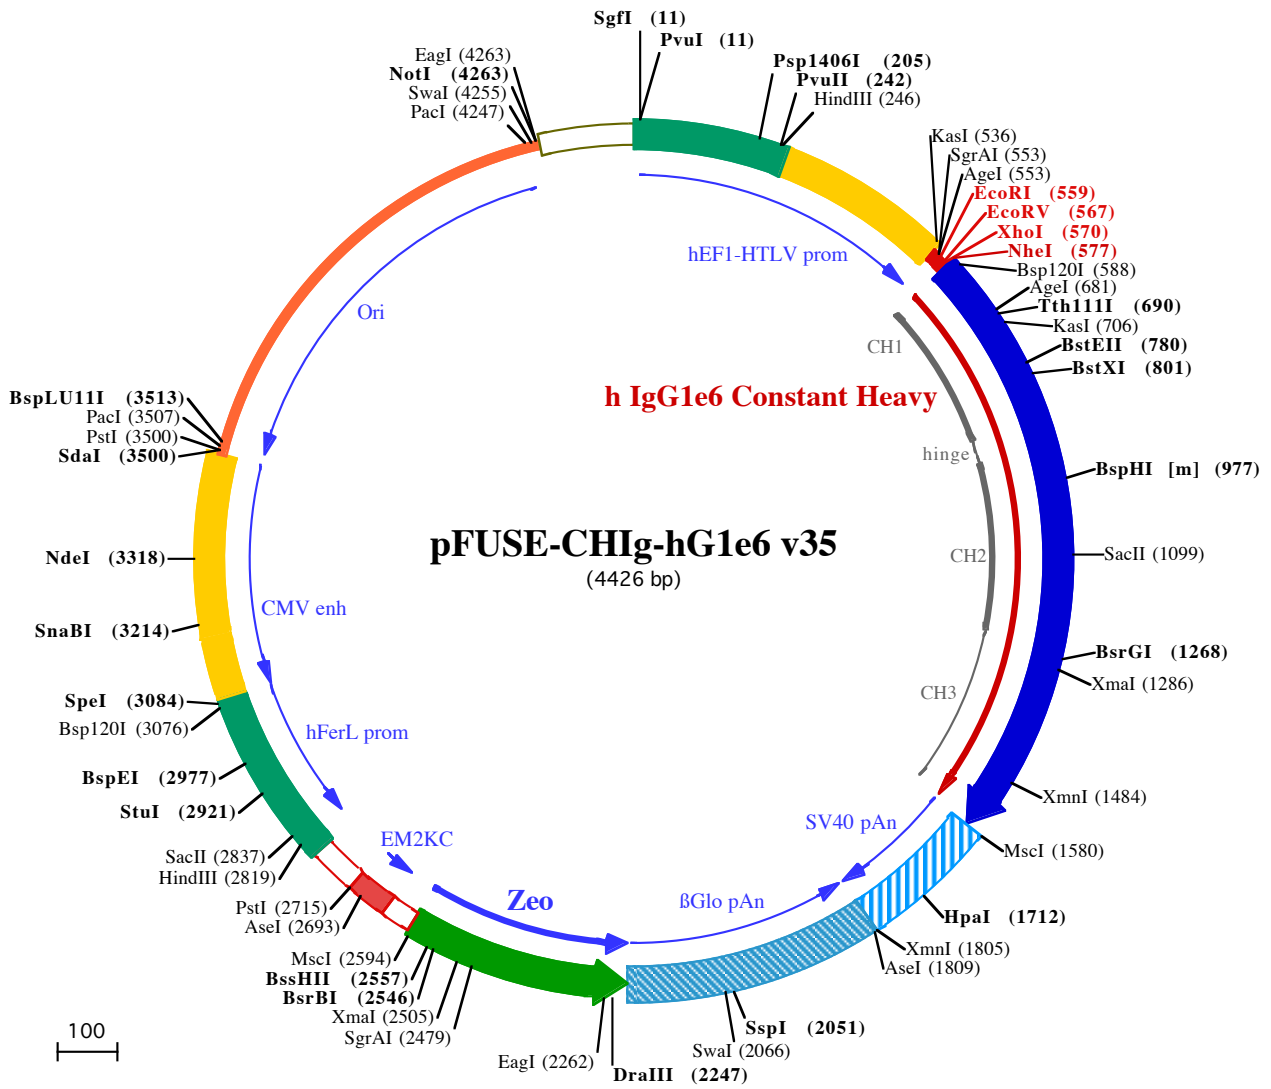 SgfI (11)
PvuI (11)
EagI (4263)
NotI (4263)
SwaI (4255)
PacI (4247)
Psp1406I (205)
PvuII (242)
HindIII (246)
KasI (536)
SgrAI (553)
AgeI (553)
EcoRI (559)
EcoRV (567)
XhoI (570)
NheI (577)
Bsp120I (588)
AgeI (681)
Tth111I (690)
KasI (706)
BstEII (780)
BstXI (801)
hEF1-HTLV prom
Ori
CH1
h IgG1e6 Constant Heavy
BspLU11I (3513)
PacI (3507)
PstI (3500)
SdaI (3500)
hinge
BspHI [m] (977)
pFUSE-CHIg-hG1e6 v35
(4426 bp)
NdeI (3318)
CH2
SacII (1099)
CMV enh
SnaBI (3214)
BsrGI (1268)
XmaI (1286)
CH3
SpeI (3084)
Bsp120I (3076)
hFerL prom
BspEI (2977)
StuI (2921)
XmnI (1484)
SV40 pAn
EM2KC
MscI (1580)
SacII (2837)
HindIII (2819)
Zeo
ßGlo pAn
PstI (2715)
AseI (2693)
HpaI (1712)
XmnI (1805)
AseI (1809)
MscI (2594)
BssHII (2557)
BsrBI (2546)
XmaI (2505)
SgrAI (2479)
SspI (2051)
SwaI (2066)
EagI (2262)
DraIII (2247)
100